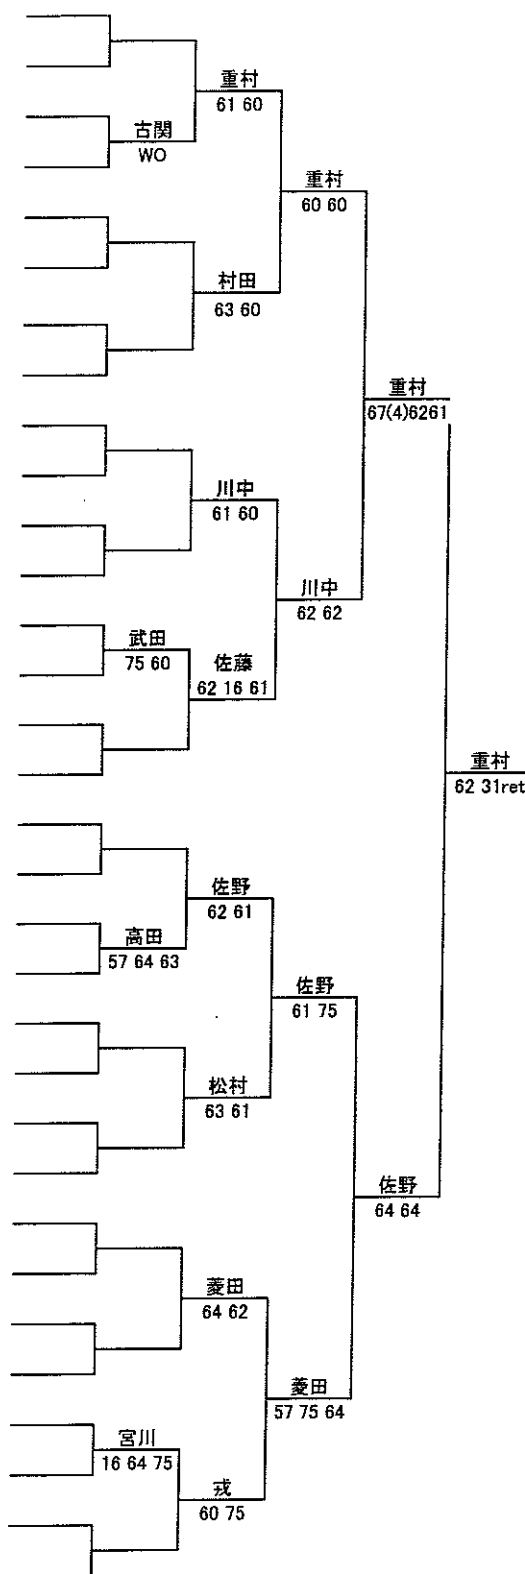 重村
61 60
古関
WO
重村
60 60
村田
63 60
重村
67(4)6261
川中
61 60
川中
62 62
武田
75 60
佐藤
62 16 61
重村
62 31ret
佐野
62 61
高田
57 64 63
佐野
61 75
松村
63 61
佐野
64 64
菱田
64 62
菱田
57 75 64
宮川
16 64 75
戎
60 75